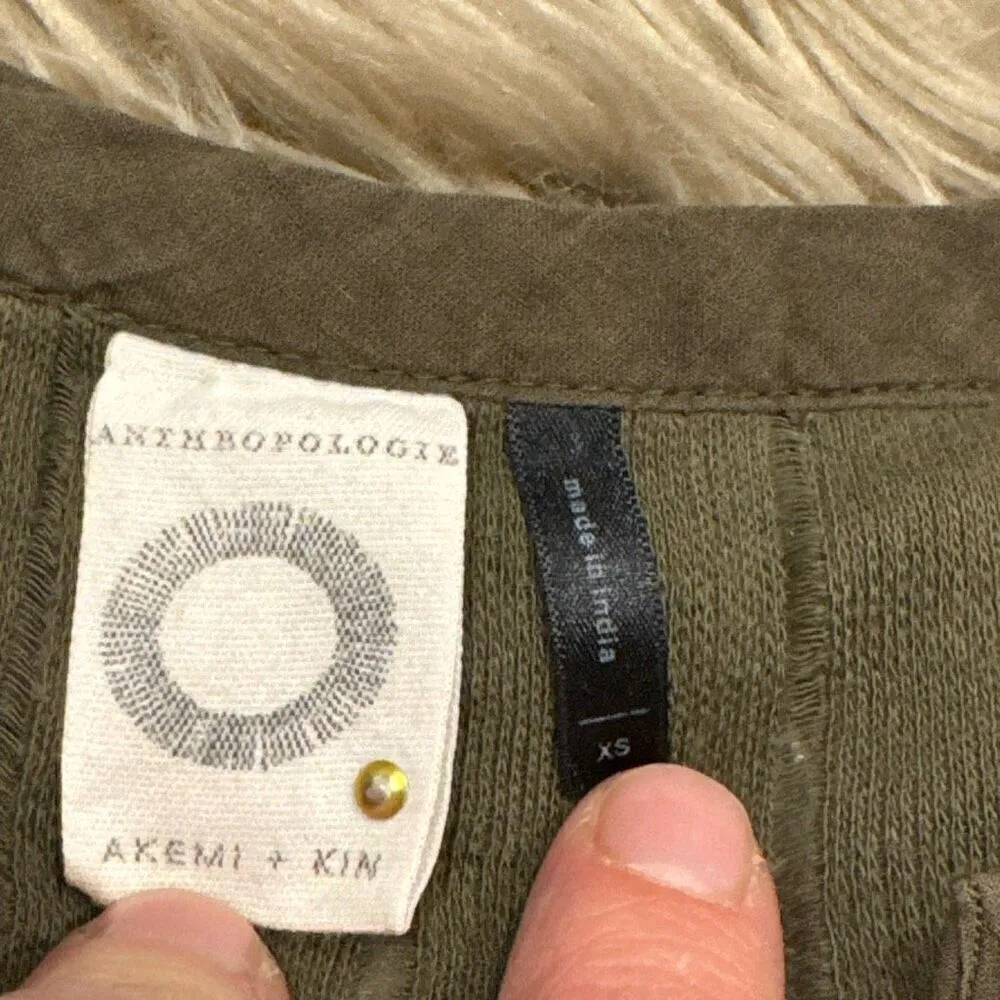 ANTHROPOLOGIE
AKEMI + KIN
made in india
XS